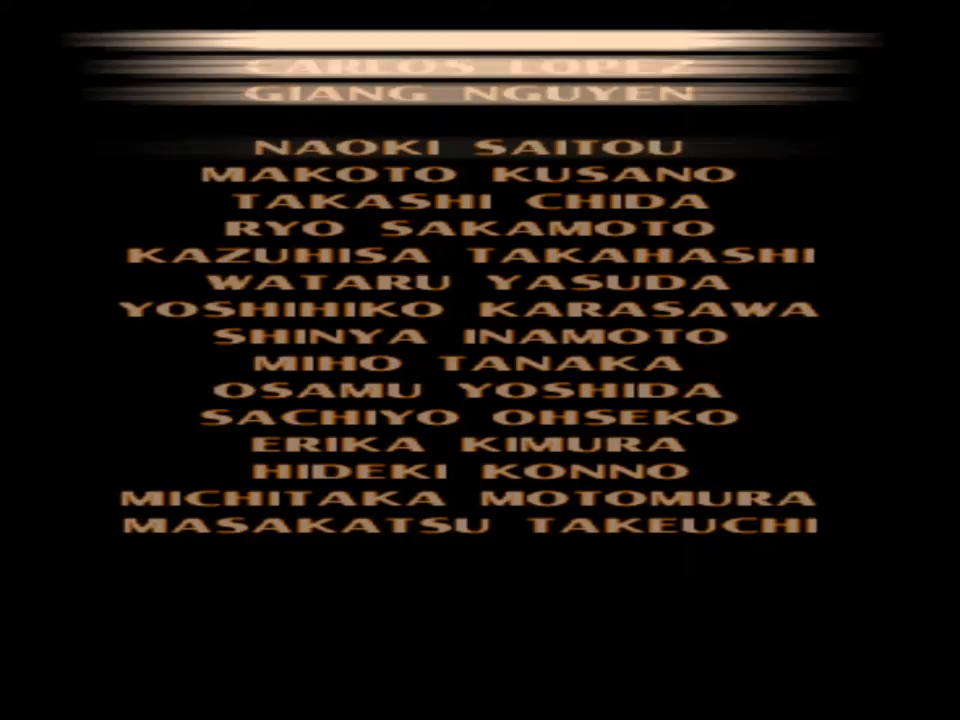 CARLOS LOPEZ
GIANG NGUYEN
NAOKI SAITOU
MAKOTO KUSANO
TAKASHI CHIDA
RYO SAKAMOTO
KAZUHISA TAKAHASHI
WATARU YASUDA
YOSHIHIKO KARASAWA
SHINYA INAMOTO
MIHO TANAKA
OSAMU YOSHIDA
SACHIYO OHSEKO
ERIKA KIMURA
HIDEKI KONNO
MICHITAKA MOTOMURA
MASAKATSU TAKEUCHI